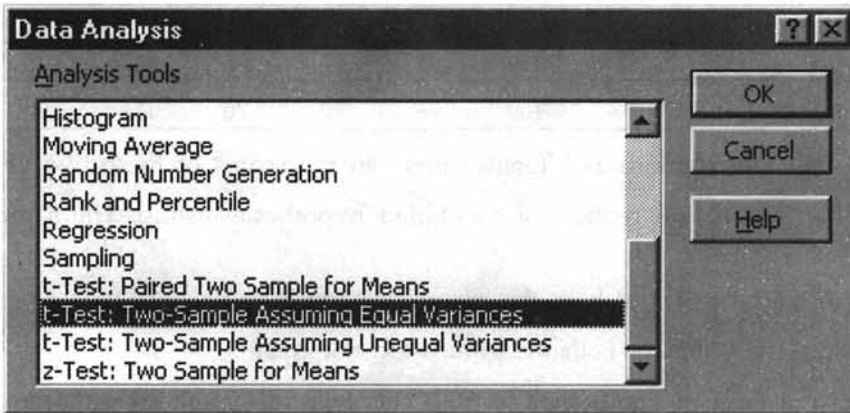 Data Analysis
Analysis Tools
Histogram
Moving Average
Random Number Generation
Rank and Percentile
Regression
Sampling
t-Test: Paired Two Sample for Means
t-Test: Two-Sample Assuming Equal Variances
t-Test: Two-Sample Assuming Unequal Variances
z-Test: Two Sample for Means
OK
Cancel
Help